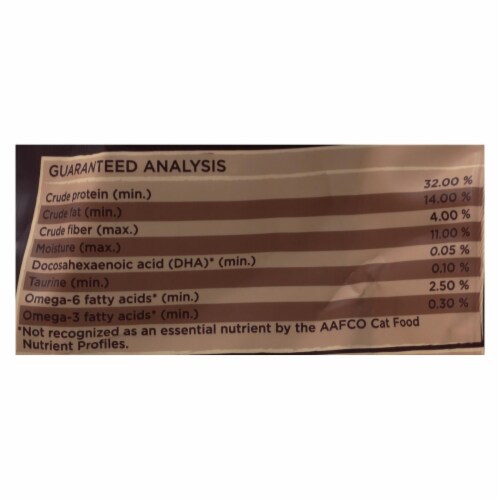 GUARANTEED ANALYSIS
Crude protein (min.) 32.00 %
Crude fat (min.) 14.00 %
Crude fiber (max.) 4.00 %
Moisture (max.) 11.00 %
Docosahexaenoic acid (DHA)* (min.) 0.05 %
Taurine (min.) 0.10 %
Omega-6 fatty acids* (min.) 2.50 %
Omega-3 fatty acids* (min.) 0.30 %
*Not recognized as an essential nutrient by the AAFCO Cat Food
Nutrient Profiles.